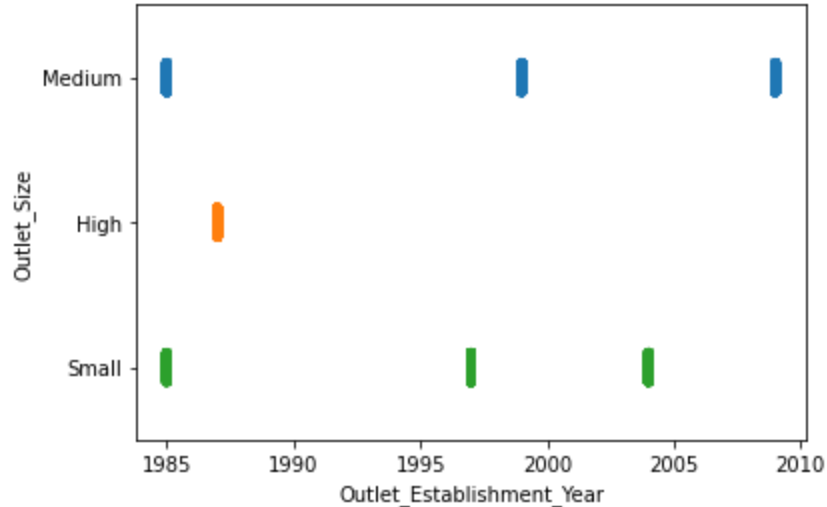 Medium
High
Small
Outlet_Size
1985 1990 1995 2000 2005 2010
Outlet_Establishment_Year